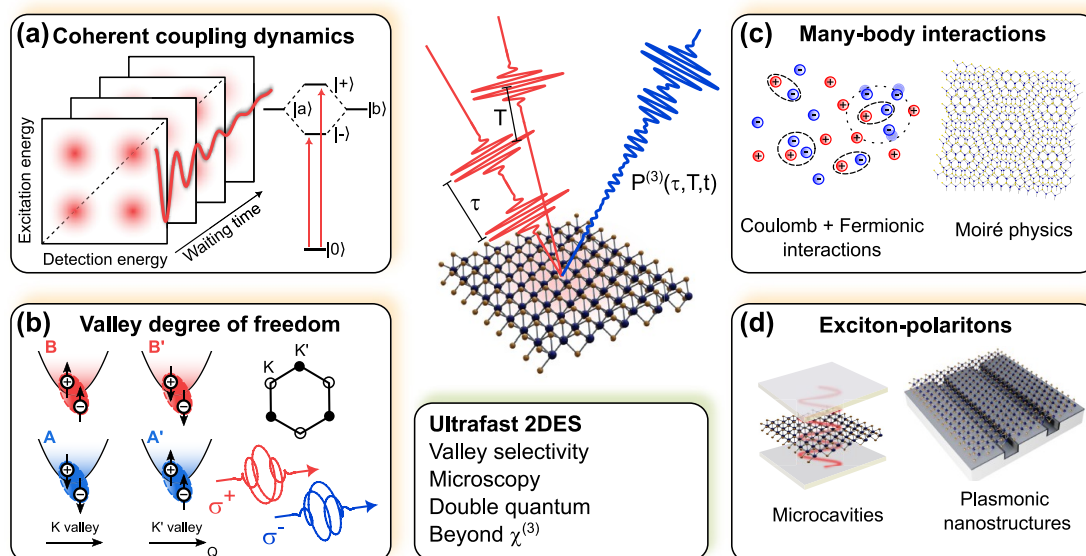 (a) Coherent coupling dynamics
Excitation energy
Detection energy
Waiting time
|+⟩
|a⟩
|b⟩
|-⟩
|0⟩
T
τ
P(3)(τ,T,t)
(c) Many-body interactions
Coulomb + Fermionic
interactions
Moiré physics
(b) Valley degree of freedom
B
B'
K'
K
A
A'
σ+
σ-
K valley
K' valley
Q
Ultrafast 2DES
Valley selectivity
Microscopy
Double quantum
Beyond χ(3)
(d) Exciton-polaritons
Microcavities
Plasmonic
nanostructures